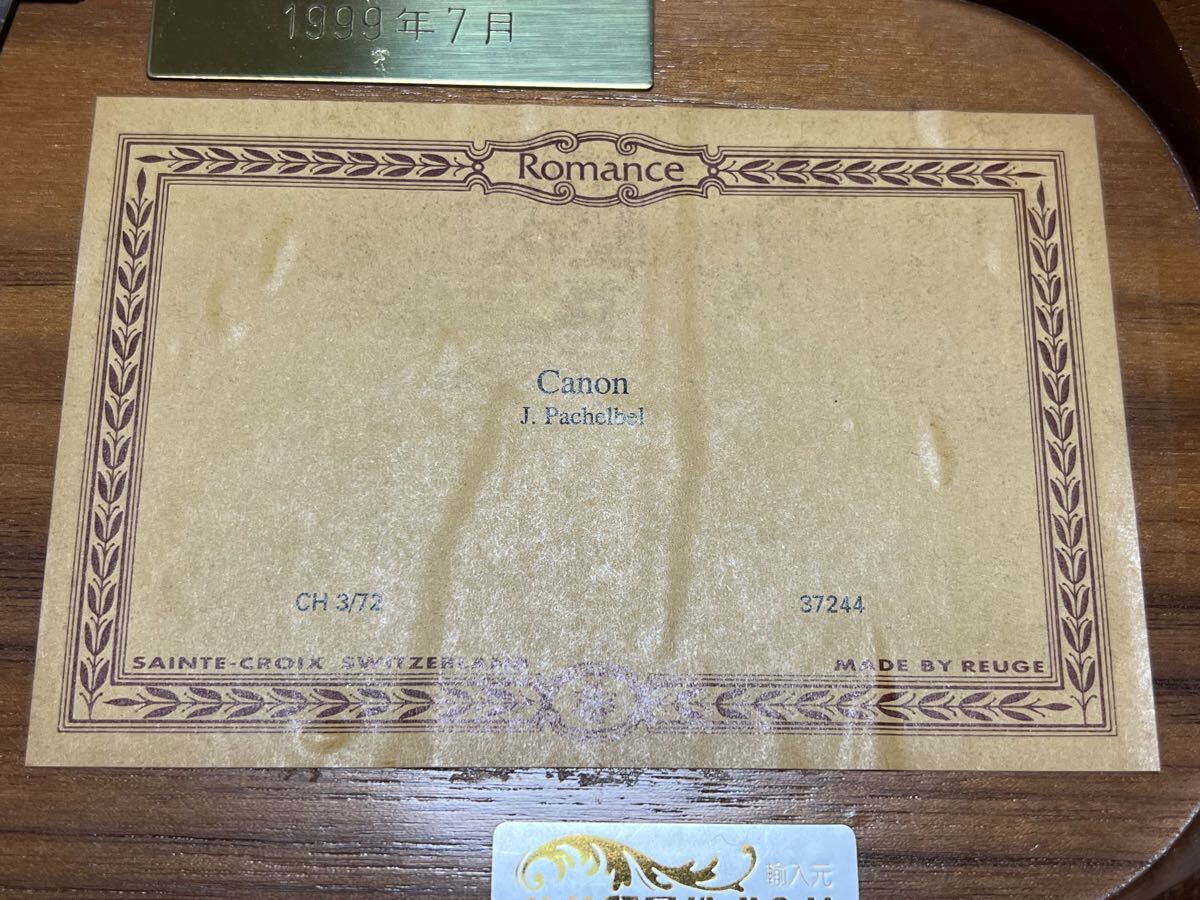 1999年7月
Romance
Canon
J. Pachelbel
CH 3/72
37244
SAINTE-CROIX SWITZERLAND
MADE BY REUGE
輸入元